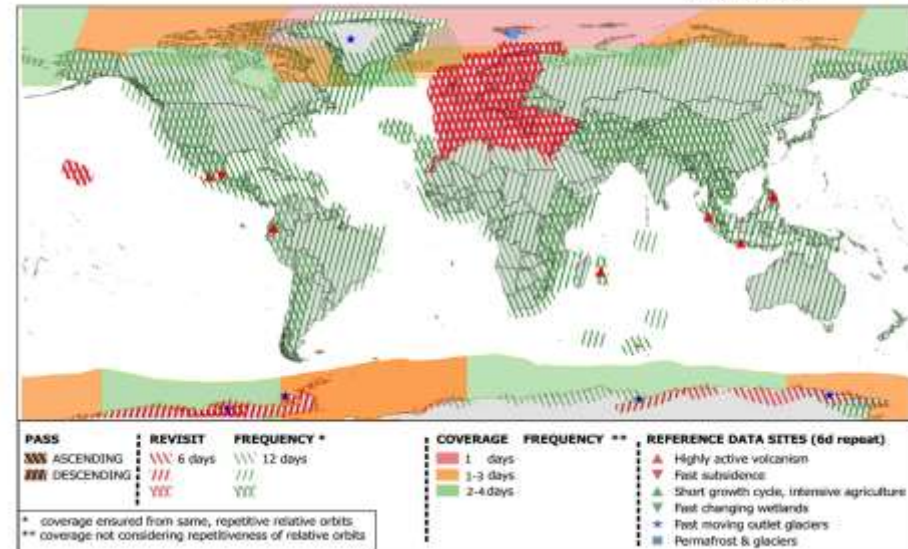 PASS
ASCENDING
DESCENDING
REVISIT FREQUENCY *
6 days 12 days
COVERAGE FREQUENCY **
1 days
1-3 days
2-4 days
REFERENCE DATA SITES (6d repeat)
Highly active volcanism
Fast subsidence
Short growth cycle, intensive agriculture
Fast changing wetlands
Fast moving outlet glaciers
Permafrost & glaciers
* coverage ensured from same, repetitive relative orbits
** coverage not considering repetitiveness of relative orbits